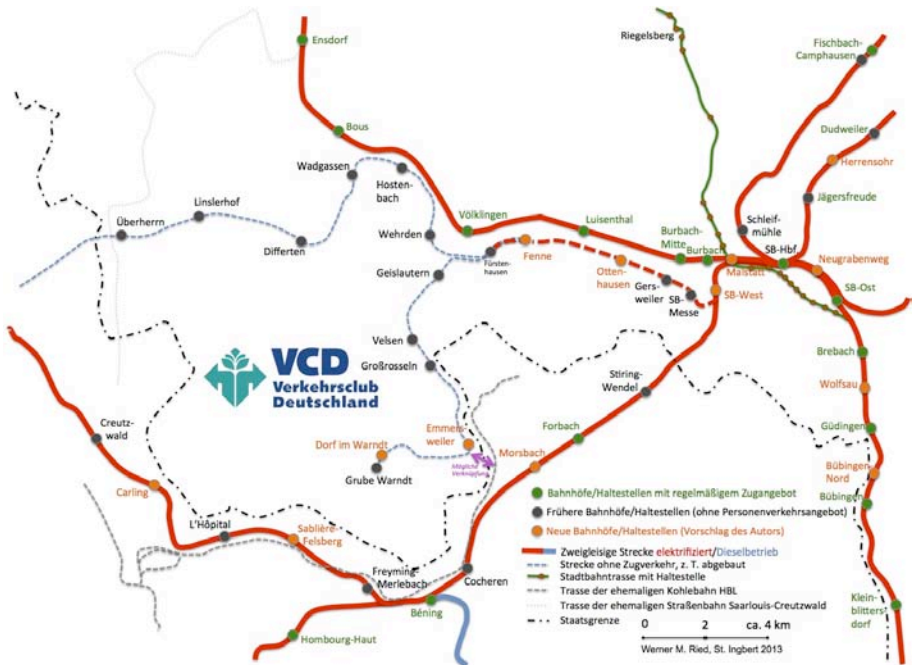 Ensdorf
Riegelsberg
Fischbach-
Camphausen
Bous
Dudweiler
Wadgassen
Herrensohr
Hosten-
bach
Jägersfreude
Linslerhof
Völklingen
Luisenthal
Schleif-
mühle
Überherrn
Differten
Wehrden
Burbach-
Mitte
Burbach
SB-Hbf
Fenne
Malstatt
Neugrabenweg
Geislautern
Fürsten-
hausen
Otten-
hausen
Gers-
weiler
SB-
Messe
SB-West
SB-Ost
Velsen
Brebach
VCD
Verkehrsclub
Deutschland
Großrosseln
Stiring-
Wendel
Wolfsau
Creutz-
wald
Dorf im Warndt
Emmers-
weiler
Forbach
Güdingen
Mögliche
Verknüpfung
Morsbach
Grube Warndt
Bübingen
Nord
Carling
Bübingen
L'Hôpital
Sablière-
Felsberg
Bahnhöfe/Haltestellen mit regelmäßigem Zugangebot
Frühere Bahnhöfe/Haltestellen (ohne Personenverkehrsangebot)
Neue Bahnhöfe/Haltestellen (Vorschlag des Autors)
Zweigleisige Strecke elektrifiziert/Dieselbetrieb
Strecke ohne Zugverkehr, z. T. abgebaut
Stadtbahntrasse mit Haltestelle
Trasse der ehemaligen Kohlebahn HBL
Trasse der ehemaligen Straßenbahn Saarlouis-Creutzwald
Staatsgrenze
Freyming-
Merlebach
Cocheren
Béning
Klein-
blitters-
dorf
Hombourg-Haut
0 2 ca. 4 km
Werner M. Ried, St. Ingbert 2013